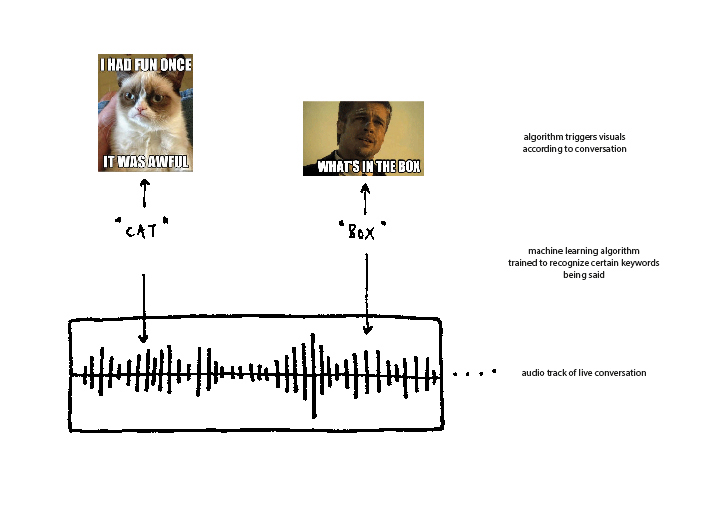 I HAD FUN ONCE
IT WAS AWFUL
WHAT'S IN THE BOX
algorithm triggers visuals
according to conversation
"CAT"
"BOX"
machine learning algorithm
trained to recognize certain keywords
being said
audio track of live conversation